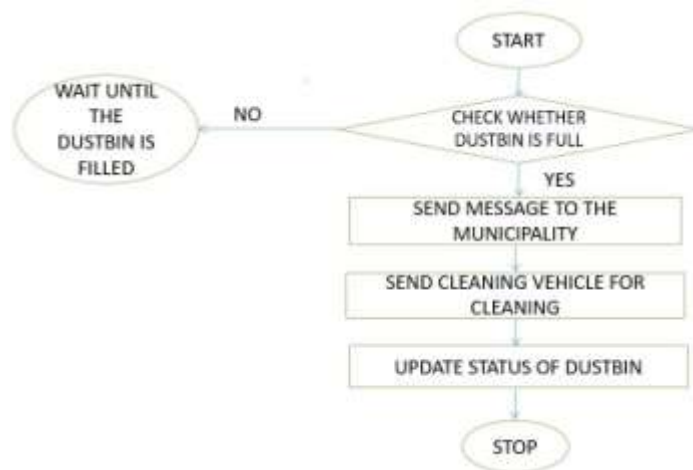 START
WAIT UNTIL
THE
DUSTBIN IS
FILLED
NO
CHECK WHETHER
DUSTBIN IS FULL
YES
SEND MESSAGE TO THE
MUNICIPALITY
SEND CLEANING VEHICLE FOR
CLEANING
UPDATE STATUS OF DUSTBIN
STOP